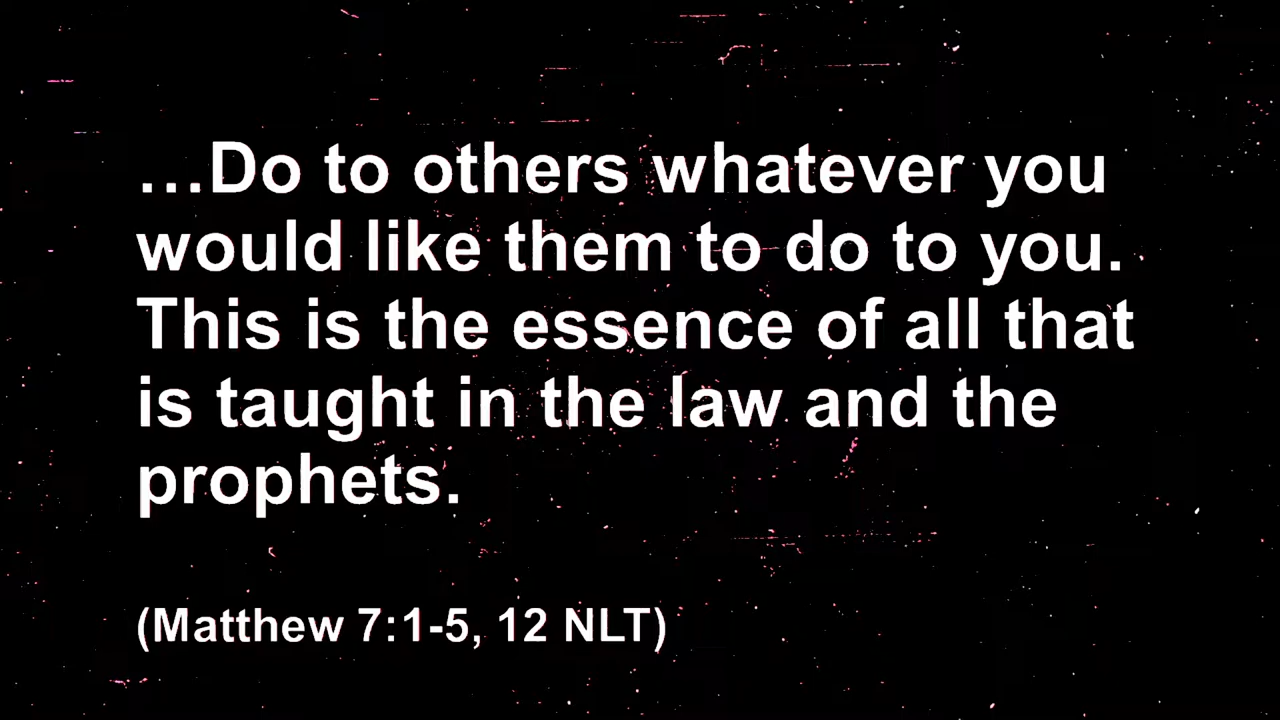 …Do to others whatever you
would like them to do to you.
This is the essence of all that
is taught in the law and the
prophets.
(Matthew 7:1-5, 12 NLT)